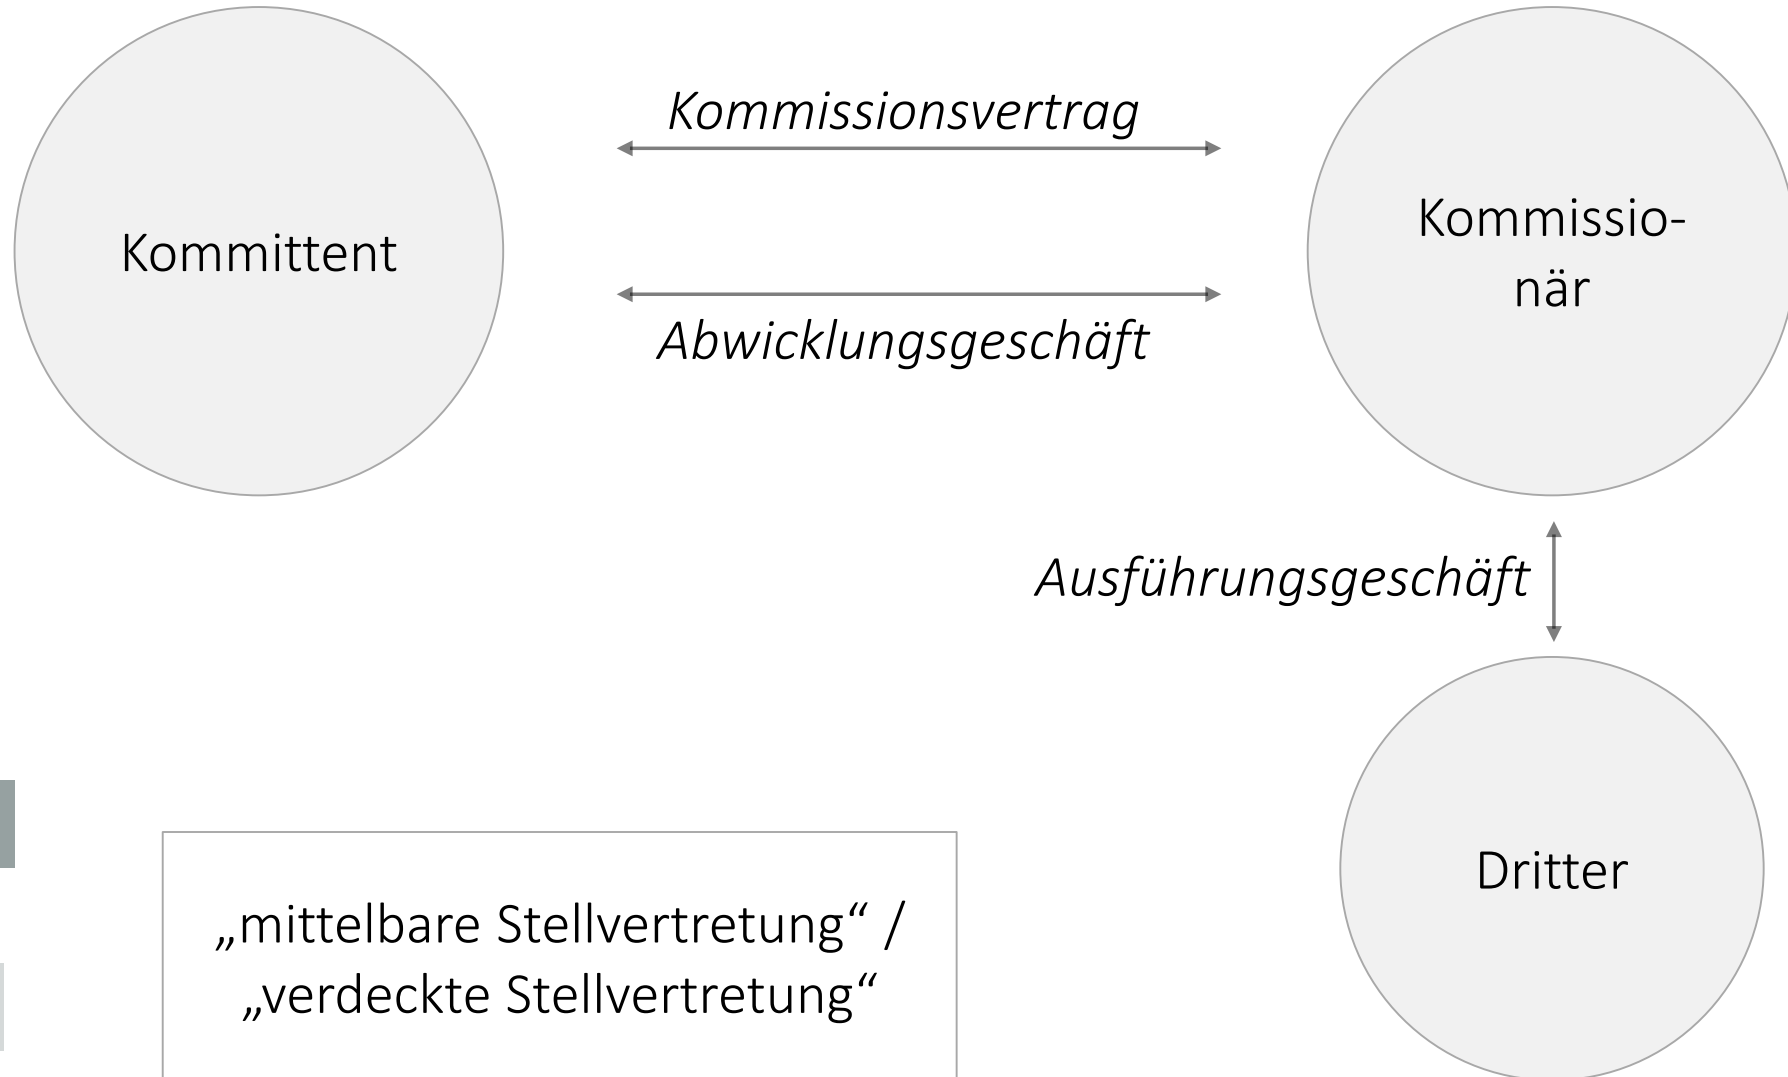 Kommissionsvertrag
Kommittent
Kommissio-
när
Abwicklungsgeschäft
Ausführungsgeschäft
Dritter
„mittelbare Stellvertretung“ /
„verdeckte Stellvertretung“